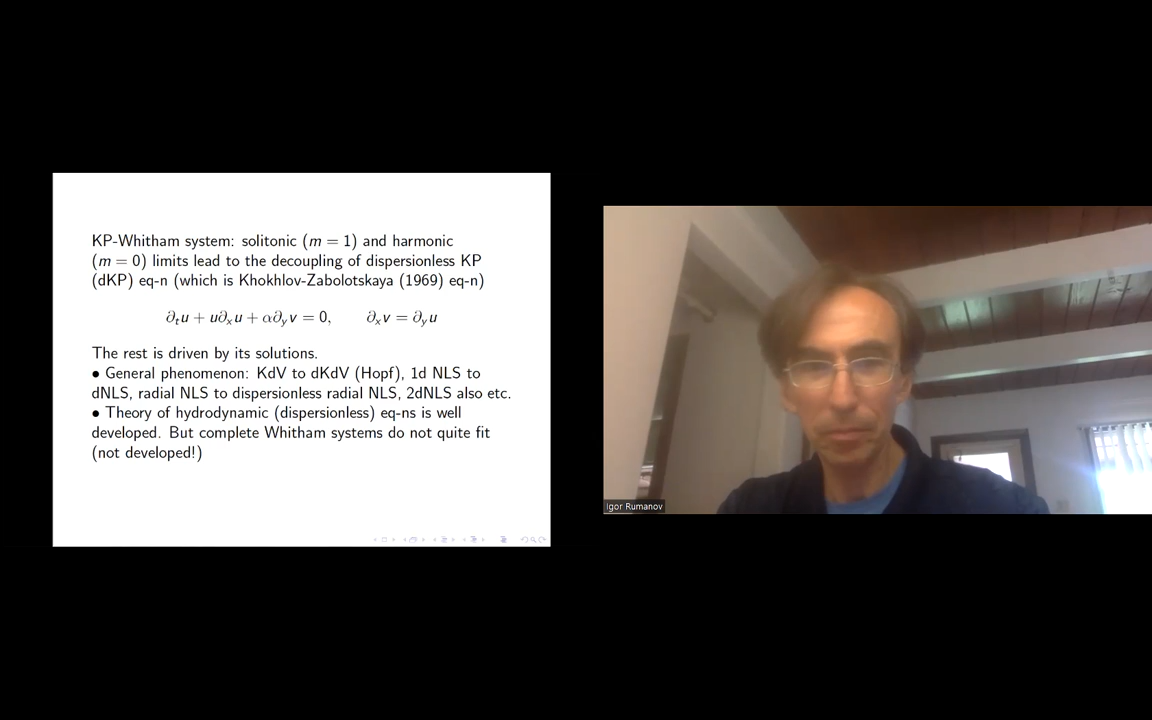 KP-Whitham system: solitonic (m = 1) and harmonic
(m = 0) limits lead to the decoupling of dispersionless KP
(dKP) eq-n (which is Khokhlov-Zabolotskaya (1969) eq-n)
∂ₜu + u∂ₓu + α∂ᵧv = 0, ∂ₓv = ∂ᵧu
The rest is driven by its solutions.
• General phenomenon: KdV to dKdV (Hopf), 1d NLS to
dNLS, radial NLS to dispersionless radial NLS, 2dNLS also etc.
• Theory of hydrodynamic (dispersionless) eq-ns is well
developed. But complete Whitham systems do not quite fit
(not developed!)
Igor Rumanov